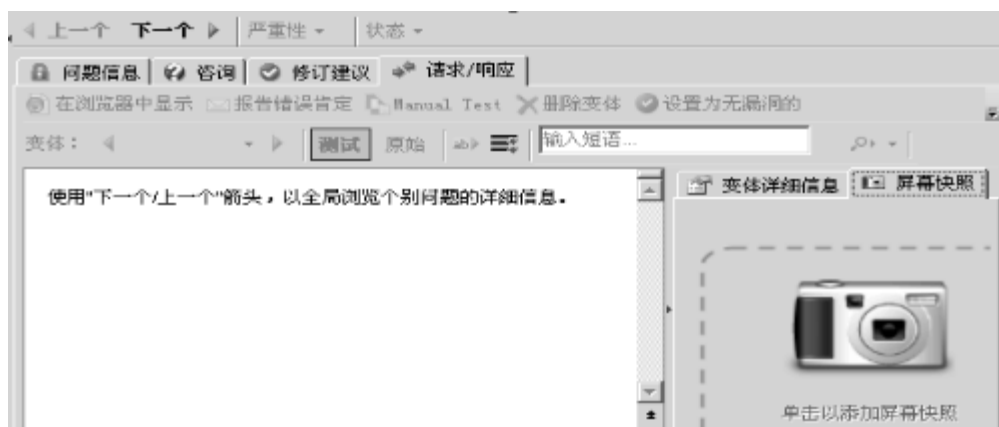 上一个 下一个 严重性 状态
问题信息 咨询 修订建议 请求/响应
在浏览器中显示 报告错误肯定 Manual Test 删除变体 设置为无漏洞的
变体： 测试 原始 ab 输入短语...
使用"下一个/上一个"箭头，以全局浏览个别问题的详细信息。
变体详细信息 屏幕快照
单击以添加屏幕快照